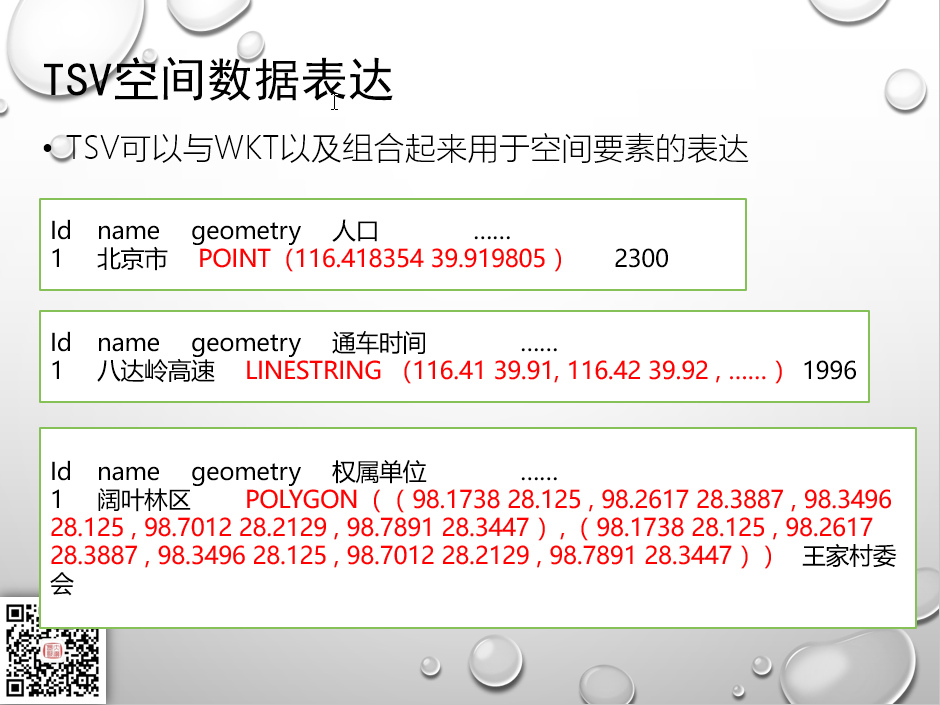 TSV空间数据表达
• TSV可以与WKT以及组合起来用于空间要素的表达
Id name geometry 人口 ……
1 北京市 POINT（116.418354 39.919805 ） 2300
Id name geometry 通车时间 ……
1 八达岭高速 LINESTRING （116.41 39.91, 116.42 39.92 , …… ） 1996
Id name geometry 权属单位 ……
1 阔叶林区 POLYGON（（ 98.1738 28.125 , 98.2617 28.3887 , 98.3496
28.125 , 98.7012 28.2129 , 98.7891 28.3447 ）,（ 98.1738 28.125 , 98.2617
28.3887 , 98.3496 28.125 , 98.7012 28.2129 , 98.7891 28.3447 ）） 王家村委
会